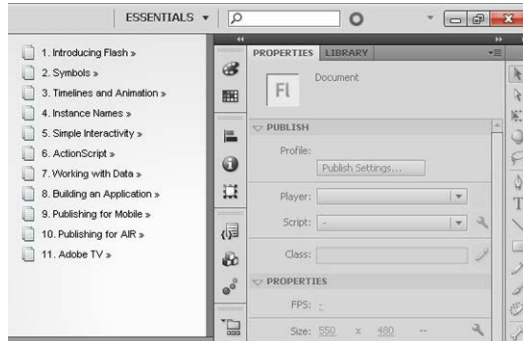 ESSENTIALS
1. Introducing Flash »
2. Symbols »
3. Timelines and Animation »
4. Instance Names »
5. Simple Interactivity »
6. ActionScript »
7. Working with Data »
8. Building an Application »
9. Publishing for Mobile »
10. Publishing for AIR »
11. Adobe TV »
PROPERTIES LIBRARY
Fl
Document
PUBLISH
Profile:
Publish Settings...
Player:
Script: -
Class:
PROPERTIES
FPS: -
Size: 550 x 480 --
T